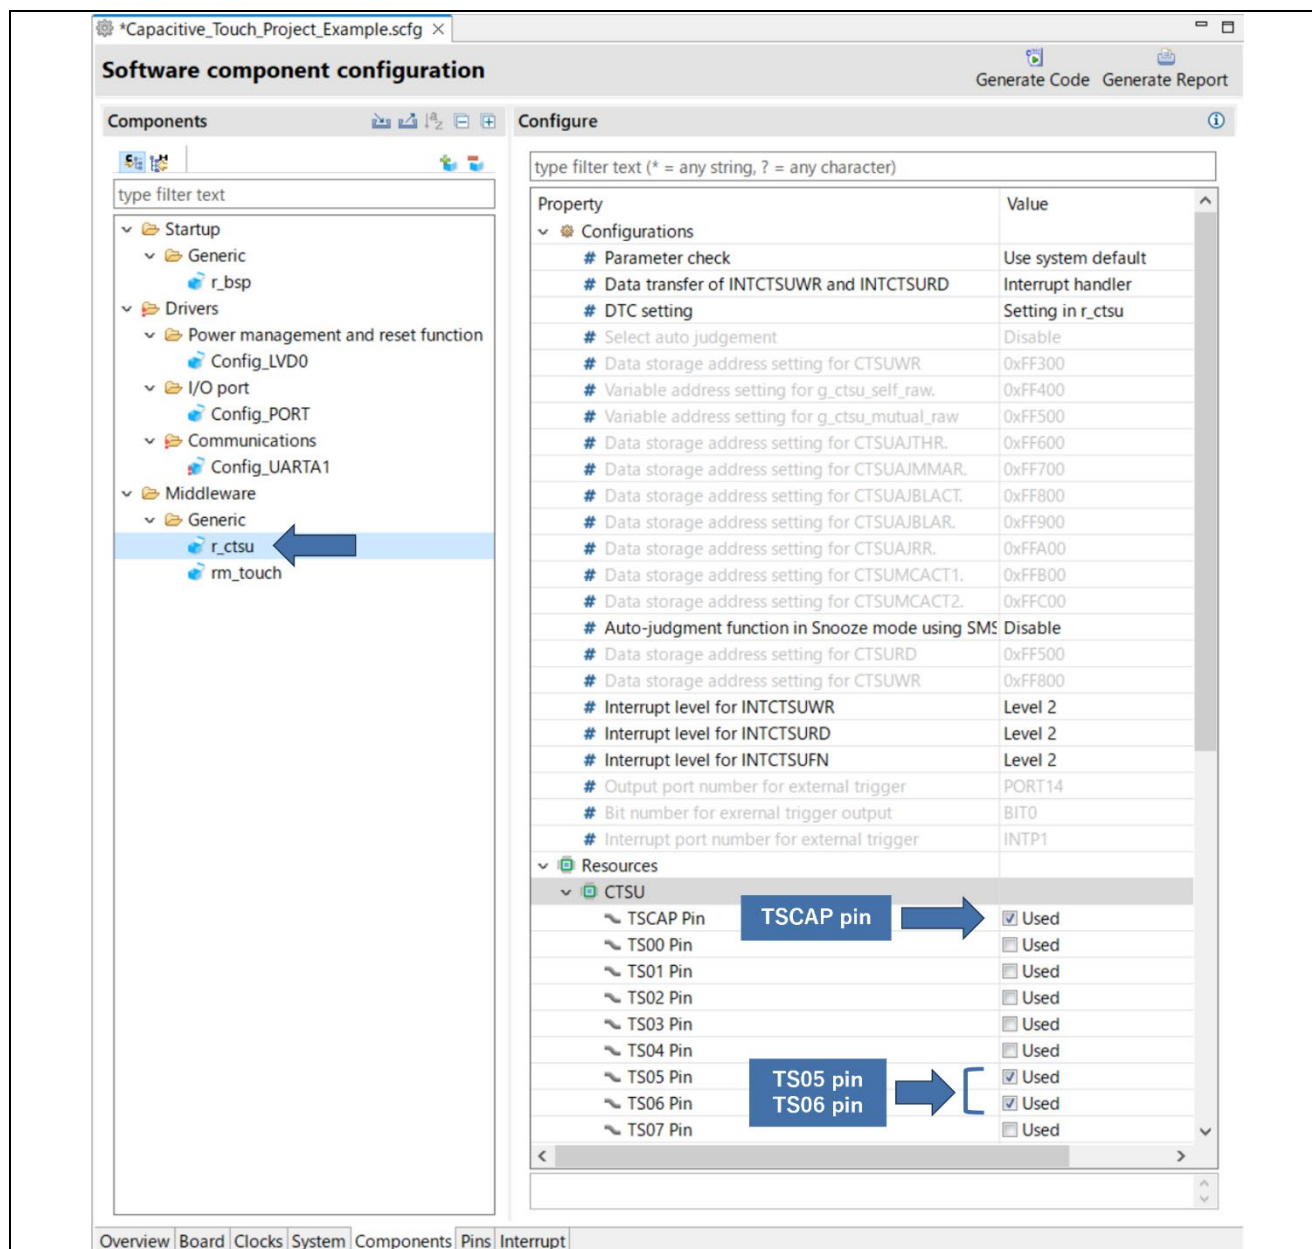 *Capacitive_Touch_Project_Example.scfg
Software component configuration
Generate Code Generate Report
Components
Configure
type filter text
Startup
Generic
r_bsp
Drivers
Power management and reset function
Config_LVD0
I/O port
Config_PORT
Communications
Config_UARTA1
Middleware
Generic
r_ctsu
rm_touch
type filter text (* = any string, ? = any character)
Property Value
Configurations
# Parameter check Use system default
# Data transfer of INTCTSUWR and INTCTSURD Interrupt handler
# DTC setting Setting in r_ctsu
# Select auto judgement Disable
# Data storage address setting for CTSUWR 0xFF300
# Variable address setting for g_ctsu_self_raw. 0xFF400
# Variable address setting for g_ctsu_mutual_raw 0xFF500
# Data storage address setting for CTSUAJTHR. 0xFF600
# Data storage address setting for CTSUAJMMAR. 0xFF700
# Data storage address setting for CTSUAJBLACT. 0xFF800
# Data storage address setting for CTSUAJBLAR. 0xFF900
# Data storage address setting for CTSUAJRR. 0xFFA00
# Data storage address setting for CTSUMCACT1. 0xFFB00
# Data storage address setting for CTSUMCACT2. 0xFFC00
# Auto-judgment function in Snooze mode using SMS Disable
# Data storage address setting for CTSURD 0xFF500
# Data storage address setting for CTSUWR 0xFF800
# Interrupt level for INTCTSUWR Level 2
# Interrupt level for INTCTSURD Level 2
# Interrupt level for INTCTSUFN Level 2
# Output port number for external trigger PORT14
# Bit number for exrernal trigger output BIT0
# Interrupt port number for external trigger INTP1
Resources
CTSU
TSCAP Pin TSCAP pin Used
TS00 Pin Used
TS01 Pin Used
TS02 Pin Used
TS03 Pin Used
TS04 Pin Used
TS05 Pin TS05 pin Used
TS06 Pin TS06 pin Used
TS07 Pin Used
Overview Board Clocks System Components Pins Interrupt